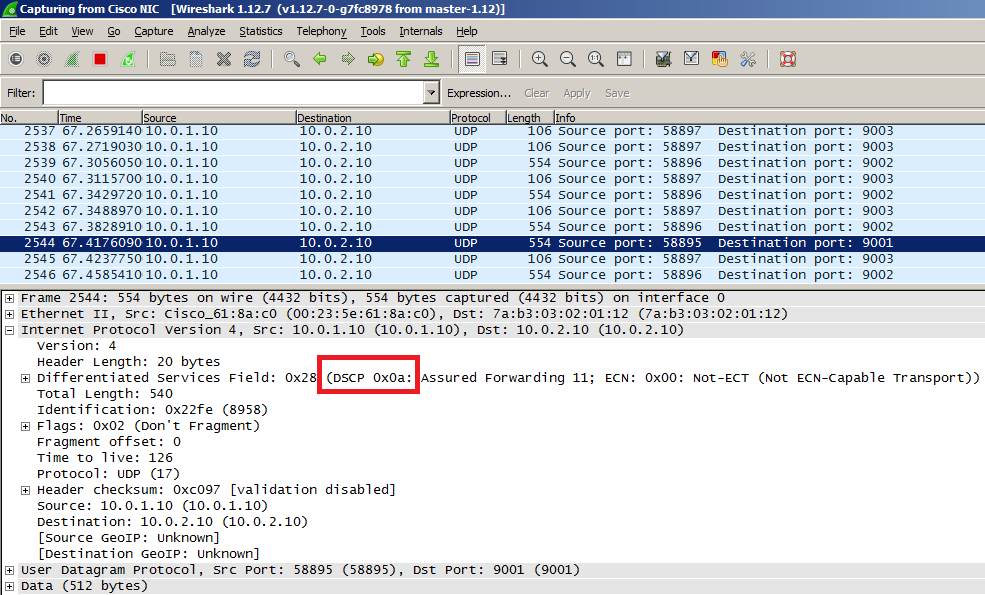 Capturing from Cisco NIC [Wireshark 1.12.7 (v1.12.7-0-g7fc8978 from master-1.12)]
File Edit View Go Capture Analyze Statistics Telephony Tools Internals Help
Filter: Expression... Clear Apply Save
No. Time Source Destination Protocol Length Info
2537 67.2659140 10.0.1.10 10.0.2.10 UDP 106 Source port: 58897 Destination port: 9003
2538 67.2719030 10.0.1.10 10.0.2.10 UDP 106 Source port: 58897 Destination port: 9003
2539 67.3056050 10.0.1.10 10.0.2.10 UDP 554 Source port: 58896 Destination port: 9002
2540 67.3115700 10.0.1.10 10.0.2.10 UDP 106 Source port: 58897 Destination port: 9003
2541 67.3429720 10.0.1.10 10.0.2.10 UDP 554 Source port: 58896 Destination port: 9002
2542 67.3488970 10.0.1.10 10.0.2.10 UDP 106 Source port: 58897 Destination port: 9003
2543 67.3828910 10.0.1.10 10.0.2.10 UDP 554 Source port: 58896 Destination port: 9002
2544 67.4176090 10.0.1.10 10.0.2.10 UDP 554 Source port: 58895 Destination port: 9001
2545 67.4237750 10.0.1.10 10.0.2.10 UDP 106 Source port: 58897 Destination port: 9003
2546 67.4585410 10.0.1.10 10.0.2.10 UDP 554 Source port: 58896 Destination port: 9002
Frame 2544: 554 bytes on wire (4432 bits), 554 bytes captured (4432 bits) on interface 0
Ethernet II, Src: Cisco_61:8a:c0 (00:23:5e:61:8a:c0), Dst: 7a:b3:03:02:01:12 (7a:b3:03:02:01:12)
Internet Protocol Version 4, Src: 10.0.1.10 (10.0.1.10), Dst: 10.0.2.10 (10.0.2.10)
Version: 4
Header Length: 20 bytes
Differentiated Services Field: 0x28 (DSCP 0x0a: Assured Forwarding 11; ECN: 0x00: Not-ECT (Not ECN-Capable Transport))
Total Length: 540
Identification: 0x22fe (8958)
Flags: 0x02 (Don't Fragment)
Fragment offset: 0
Time to live: 126
Protocol: UDP (17)
Header checksum: 0xc097 [validation disabled]
Source: 10.0.1.10 (10.0.1.10)
Destination: 10.0.2.10 (10.0.2.10)
[Source GeoIP: Unknown]
[Destination GeoIP: Unknown]
User Datagram Protocol, Src Port: 58895 (58895), Dst Port: 9001 (9001)
Data (512 bytes)